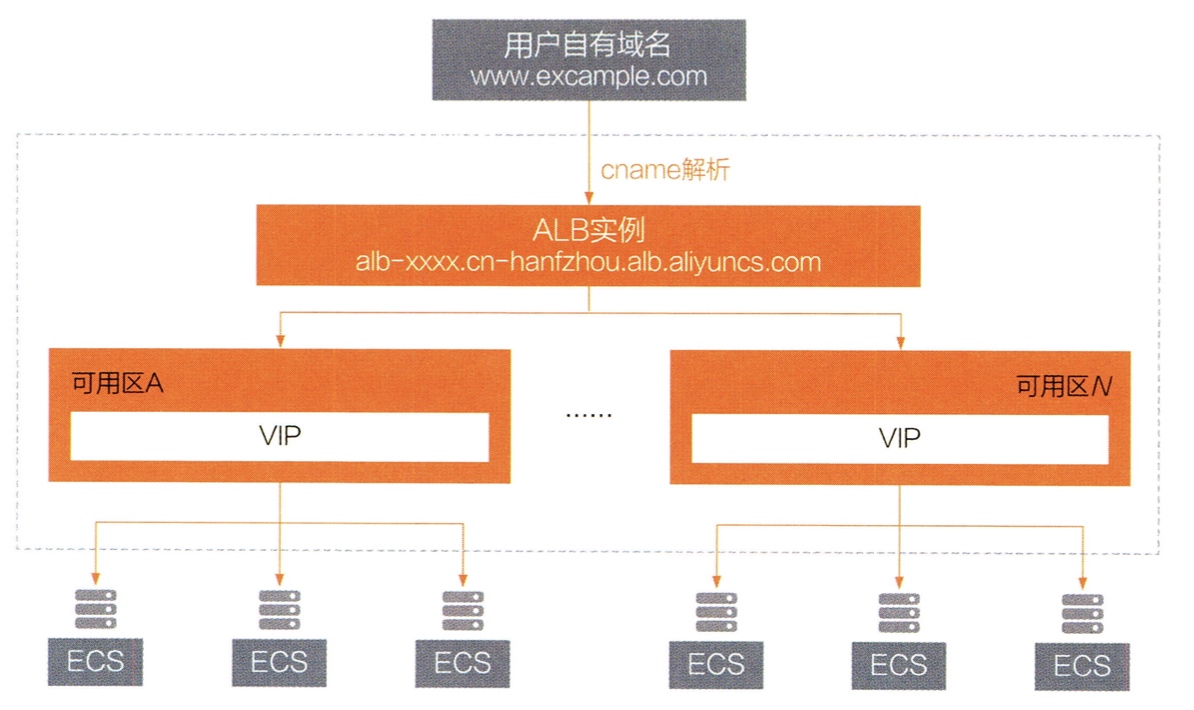 用户自有域名
www.excample.com
cname解析
ALB实例
alb-xxxx.cn-hanfzhou.alb.aliyuncs.com
可用区A
可用区N
VIP
......
VIP
ECS
ECS
ECS
ECS
ECS
ECS